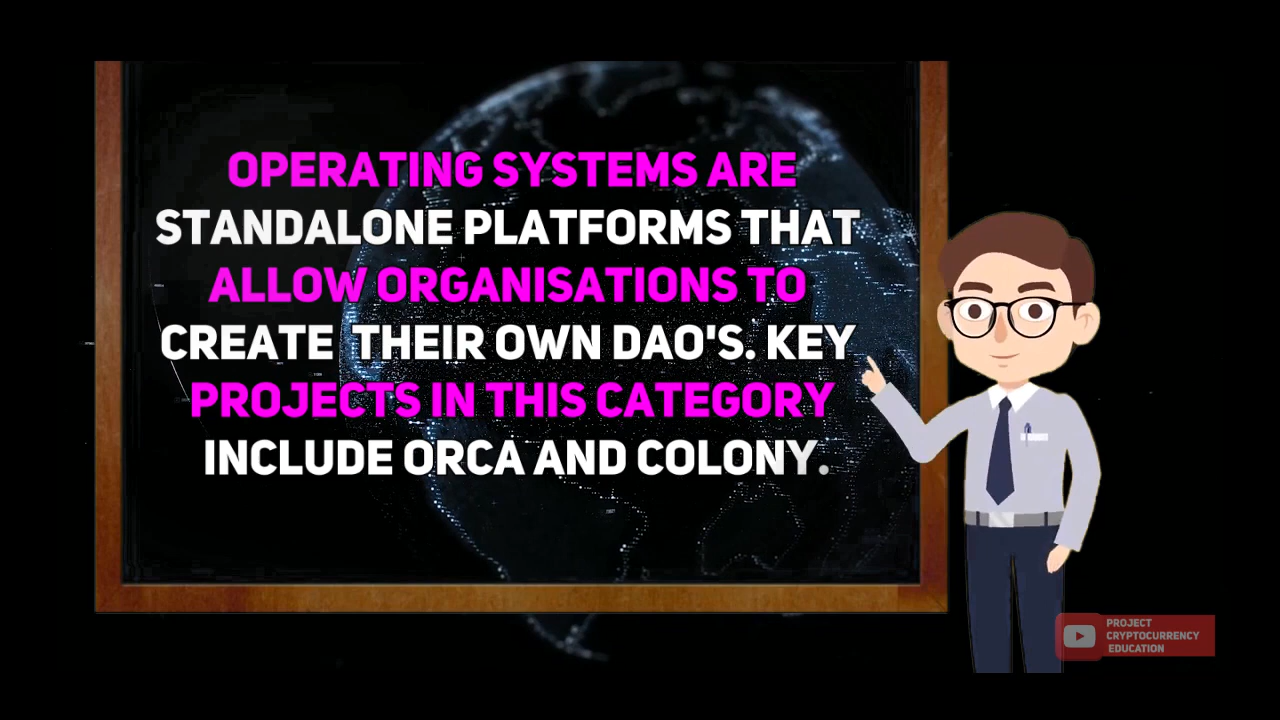 OPERATING SYSTEMS ARE
STANDALONE PLATFORMS THAT
ALLOW ORGANISATIONS TO
CREATE THEIR OWN DAO'S. KEY
PROJECTS IN THIS CATEGORY
INCLUDE ORCA AND COLONY.
PROJECT
CRYPTOCURRENCY
EDUCATION